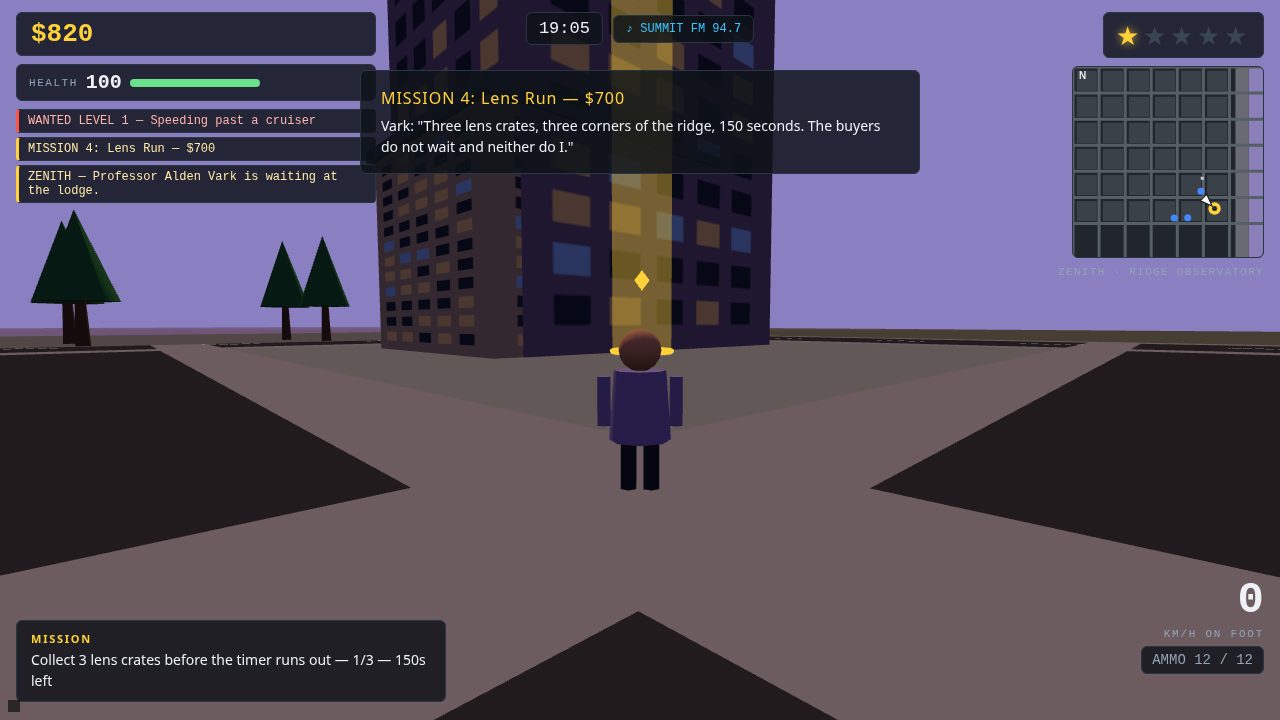 $820
19:05
♪ SUMMIT FM 94.7
HEALTH 100
WANTED LEVEL 1 — Speeding past a cruiser
MISSION 4: Lens Run — $700
ZENITH — Professor Alden Vark is waiting at
the lodge.
MISSION 4: Lens Run — $700
Vark: "Three lens crates, three corners of the ridge, 150 seconds. The buyers
do not wait and neither do I."
N
ZENITH · RIDGE OBSERVATORY
MISSION
Collect 3 lens crates before the timer runs out — 1/3 — 150s
left
0
KM/H ON FOOT
AMMO 12 / 12